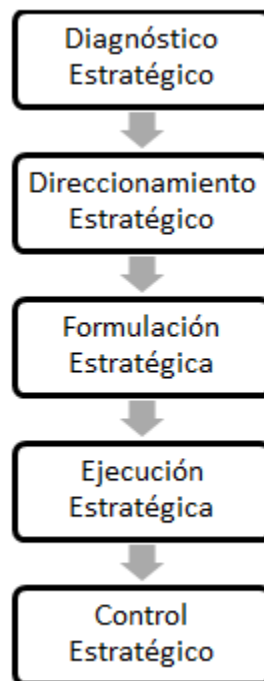 Diagnóstico
Estratégico
Direccionamiento
Estratégico
Formulación
Estratégica
Ejecución
Estratégica
Control
Estratégico